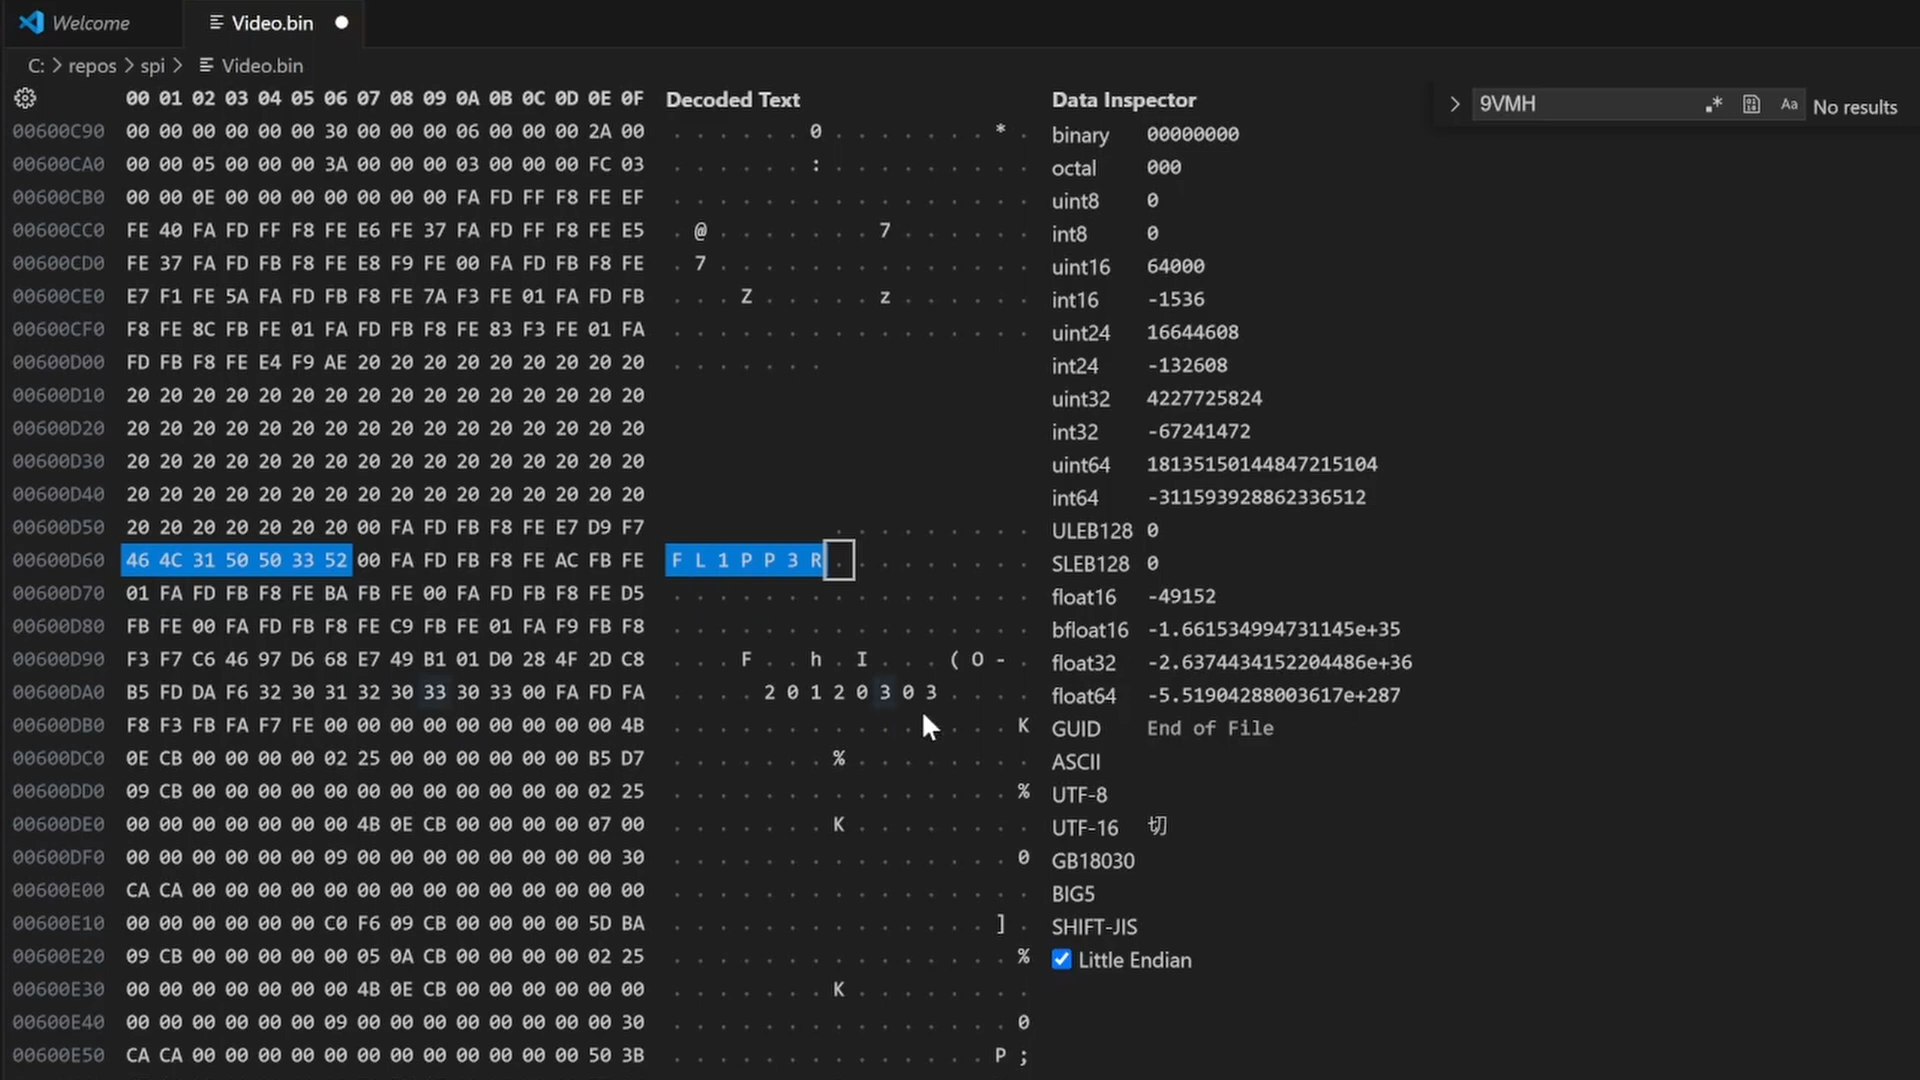 Welcome
Video.bin
C: > repos > spi > Video.bin
00 01 02 03 04 05 06 07 08 09 0A 0B 0C 0D 0E 0F Decoded Text Data Inspector
9VMH Aa No results
00600C90 00 00 00 00 00 00 30 00 00 00 06 00 00 00 2A 00 . . . . . . 0 . . . . . . . * .
binary 00000000
00600CA0 00 00 05 00 00 00 3A 00 00 00 03 00 00 00 FC 03 . . . . . . : . . . . . . . . .
octal 000
00600CB0 00 00 0E 00 00 00 00 00 00 00 FA FD FF F8 FE EF . . . . . . . . . . . . . . . .
uint8 0
00600CC0 FE 40 FA FD FF F8 FE E6 FE 37 FA FD FF F8 FE E5 . @ . . . . . . . 7 . . . . . .
int8 0
00600CD0 FE 37 FA FD FB F8 FE E8 F9 FE 00 FA FD FB F8 FE . 7 . . . . . . . . . . . . . .
uint16 64000
00600CE0 E7 F1 FE 5A FA FD FB F8 FE 7A F3 FE 01 FA FD FB . . . Z . . . . . z . . . . . .
int16 -1536
00600CF0 F8 FE 8C FB FE 01 FA FD FB F8 FE 83 F3 FE 01 FA . . . . . . . . . . . . . . . .
uint24 16644608
00600D00 FD FB F8 FE E4 F9 AE 20 20 20 20 20 20 20 20 20 . . . . . . .
int24 -132608
00600D10 20 20 20 20 20 20 20 20 20 20 20 20 20 20 20 20
uint32 4227725824
00600D20 20 20 20 20 20 20 20 20 20 20 20 20 20 20 20 20
int32 -67241472
00600D30 20 20 20 20 20 20 20 20 20 20 20 20 20 20 20 20
uint64 18135150144847215104
00600D40 20 20 20 20 20 20 20 20 20 20 20 20 20 20 20 20
int64 -311593928862336512
00600D50 20 20 20 20 20 20 20 00 FA FD FB F8 FE E7 D9 F7 . . . . . . . . .
ULEB128 0
00600D60 46 4C 31 50 50 33 52 00 FA FD FB F8 FE AC FB FE F L 1 P P 3 R . . . . . . . . .
SLEB128 0
00600D70 01 FA FD FB F8 FE BA FB FE 00 FA FD FB F8 FE D5 . . . . . . . . . . . . . . . .
float16 -49152
00600D80 FB FE 00 FA FD FB F8 FE C9 FB FE 01 FA F9 FB F8 . . . . . . . . . . . . . . . .
bfloat16 -1.661534994731145e+35
00600D90 F3 F7 C6 46 97 D6 68 E7 49 B1 01 D0 28 4F 2D C8 . . . F . . h . I . . . ( O - .
float32 -2.6374434152204486e+36
00600DA0 B5 FD DA F6 32 30 31 32 30 33 30 33 00 FA FD FA . . . . 2 0 1 2 0 3 0 3 . . . .
float64 -5.51904288003617e+287
00600DB0 F8 F3 FB FA F7 FE 00 00 00 00 00 00 00 00 00 4B . . . . . . . . . . . . . . . K
GUID End of File
00600DC0 0E CB 00 00 00 00 02 25 00 00 00 00 00 00 B5 D7 . . . . . . . % . . . . . . . .
ASCII
00600DD0 09 CB 00 00 00 00 00 00 00 00 00 00 00 00 02 25 . . . . . . . . . . . . . . . %
UTF-8
00600DE0 00 00 00 00 00 00 00 4B 0E CB 00 00 00 00 07 00 . . . . . . . K . . . . . . . .
UTF-16 切
00600DF0 00 00 00 00 00 00 09 00 00 00 00 00 00 00 00 30 . . . . . . . . . . . . . . . 0
GB18030
00600E00 CA CA 00 00 00 00 00 00 00 00 00 00 00 00 00 00 . . . . . . . . . . . . . . . .
BIG5
00600E10 00 00 00 00 00 00 C0 F6 09 CB 00 00 00 00 5D BA . . . . . . . . . . . . . . ] .
SHIFT-JIS
00600E20 09 CB 00 00 00 00 00 05 0A CB 00 00 00 00 02 25 . . . . . . . . . . . . . . . %
Little Endian
00600E30 00 00 00 00 00 00 00 4B 0E CB 00 00 00 00 00 00 . . . . . . . K . . . . . . . .
00600E40 00 00 00 00 00 00 09 00 00 00 00 00 00 00 00 30 . . . . . . . . . . . . . . . 0
00600E50 CA CA 00 00 00 00 00 00 00 00 00 00 00 00 50 3B . . . . . . . . . . . . . . P ;